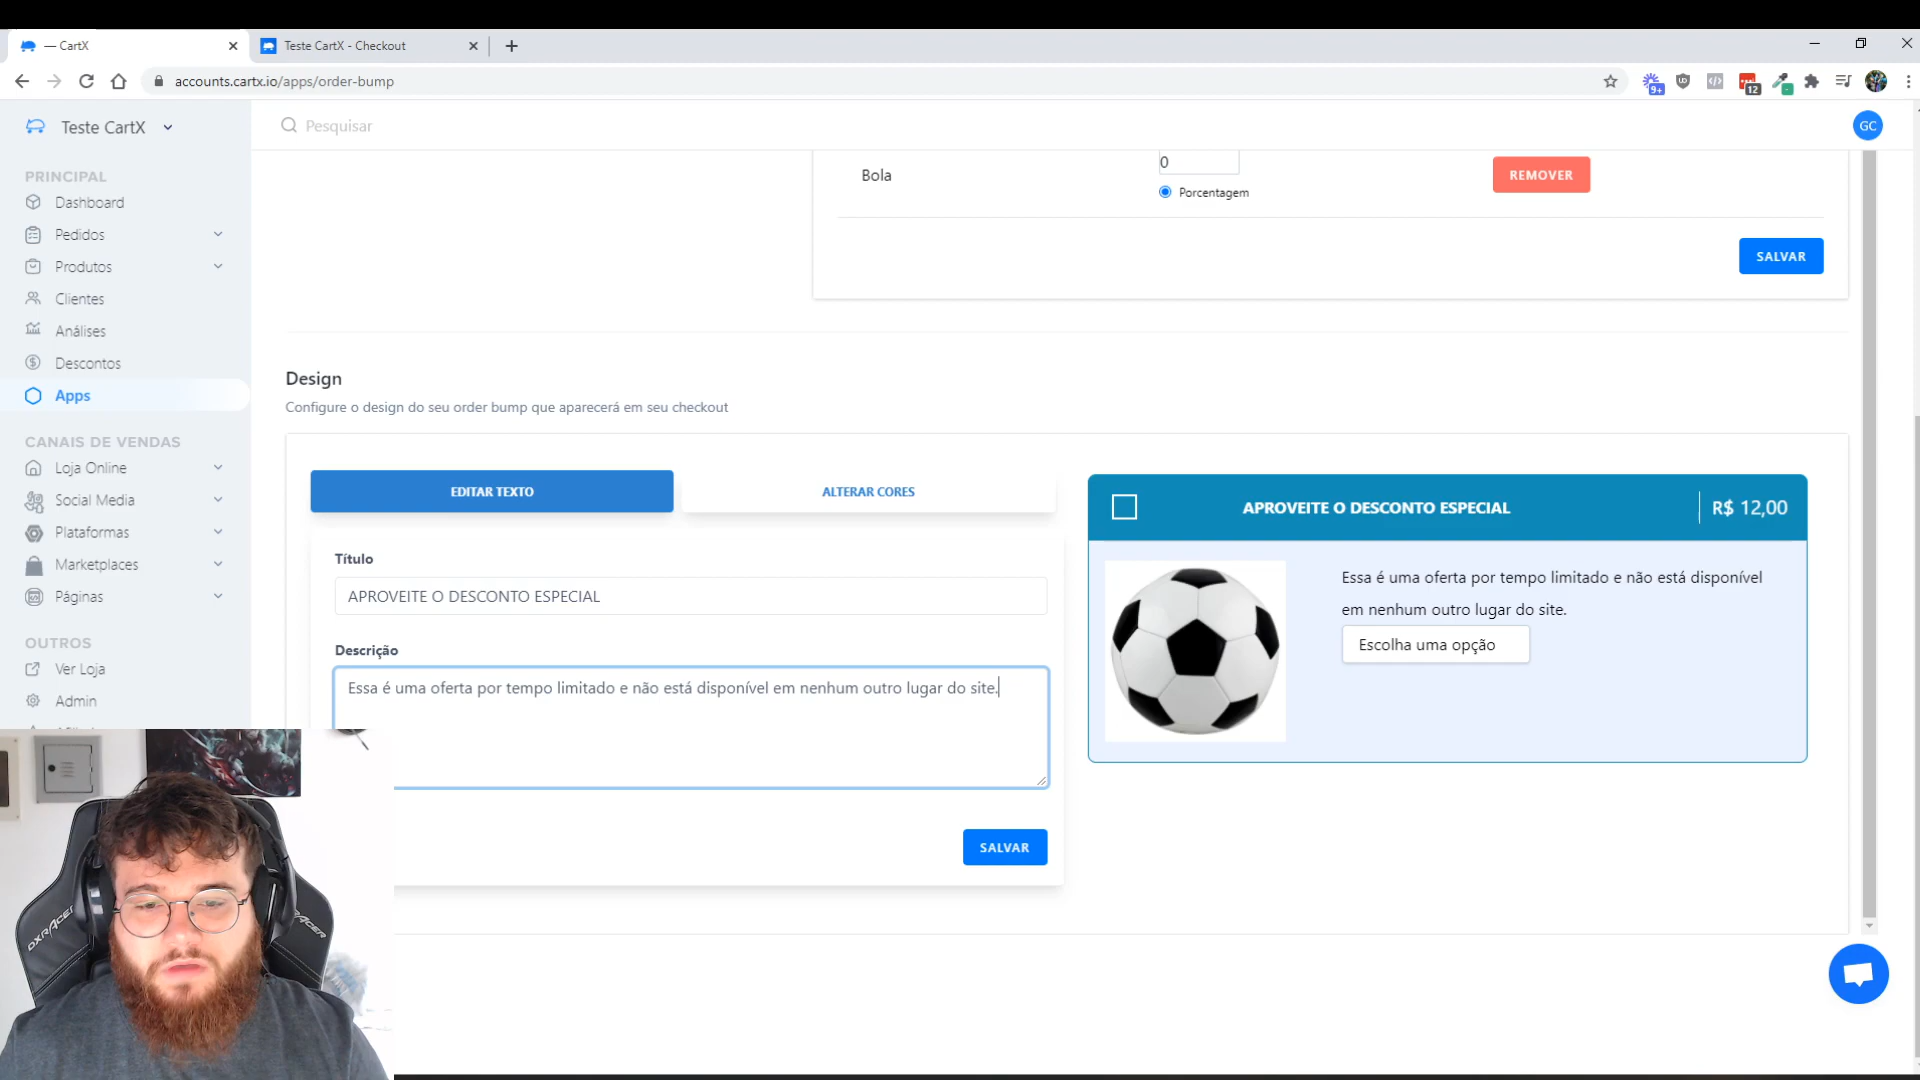 — CartX
Teste CartX - Checkout
accounts.cartx.io/apps/order-bump
9+
12
Teste CartX
Pesquisar
GC
PRINCIPAL
Dashboard
Pedidos
Produtos
Clientes
Análises
Descontos
Apps
CANAIS DE VENDAS
Loja Online
Social Media
Plataformas
Marketplaces
Páginas
OUTROS
Ver Loja
Admin
Bola
0
Porcentagem
REMOVER
SALVAR
Design
Configure o design do seu order bump que aparecerá em seu checkout
EDITAR TEXTO
ALTERAR CORES
Título
APROVEITE O DESCONTO ESPECIAL
Descrição
Essa é uma oferta por tempo limitado e não está disponível em nenhum outro lugar do site.
SALVAR
APROVEITE O DESCONTO ESPECIAL
R$ 12,00
Essa é uma oferta por tempo limitado e não está disponível
em nenhum outro lugar do site.
Escolha uma opção
DXRACER
DXRACER